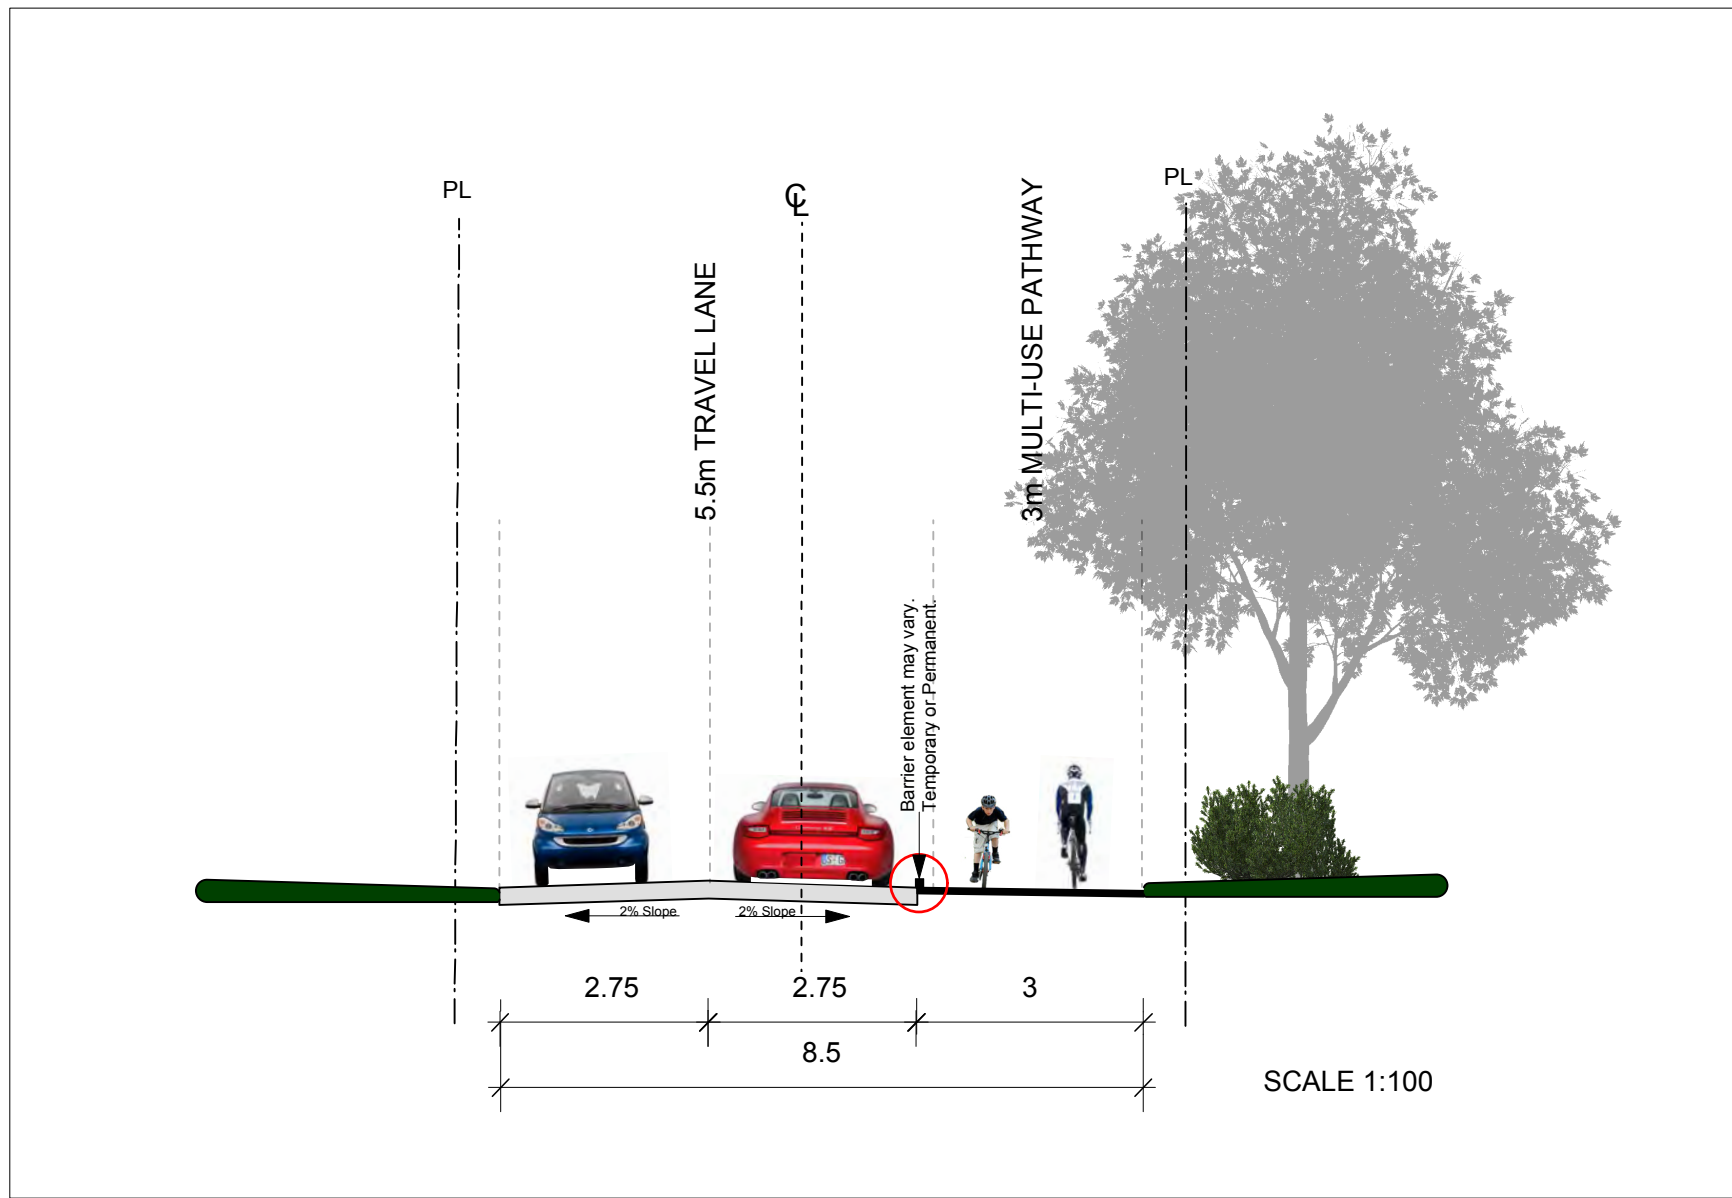 PL
℄
PL
5.5m TRAVEL LANE
3m MULTI-USE PATHWAY
Barrier element may vary.
Temporary or Permanent.
2% Slope
2% Slope
2.75
2.75
3
8.5
SCALE 1:100